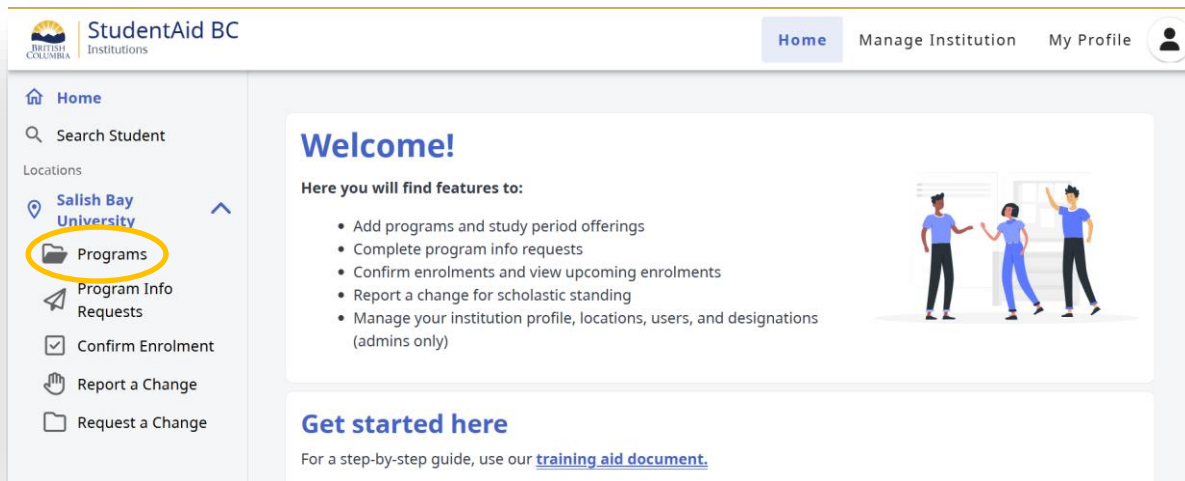 BRITISH
COLUMBIA
StudentAid BC
Institutions
Home
Manage Institution
My Profile
Home
Search Student
Locations
Salish Bay
University
Programs
Program Info
Requests
Confirm Enrolment
Report a Change
Request a Change
Welcome!
Here you will find features to:
• Add programs and study period offerings
• Complete program info requests
• Confirm enrolments and view upcoming enrolments
• Report a change for scholastic standing
• Manage your institution profile, locations, users, and designations
(admins only)
Get started here
For a step-by-step guide, use our training aid document.